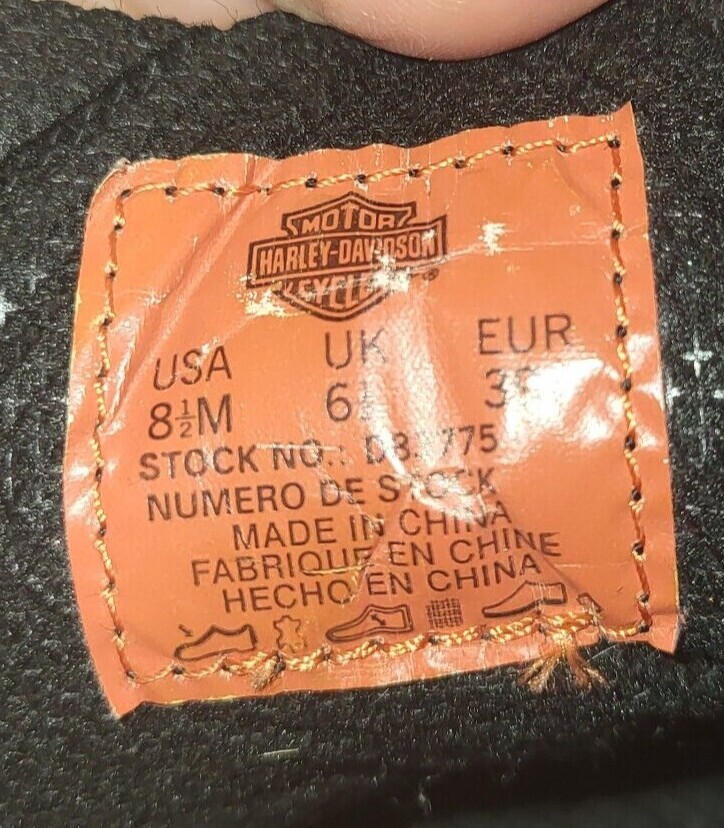 MOTOR
HARLEY-DAVIDSON
CYCLES
®
USA UK EUR
8½M
STOCK NO.:
NUMERO DE STOCK
MADE IN CHINA
FABRIQUE EN CHINE
HECHO EN CHINA